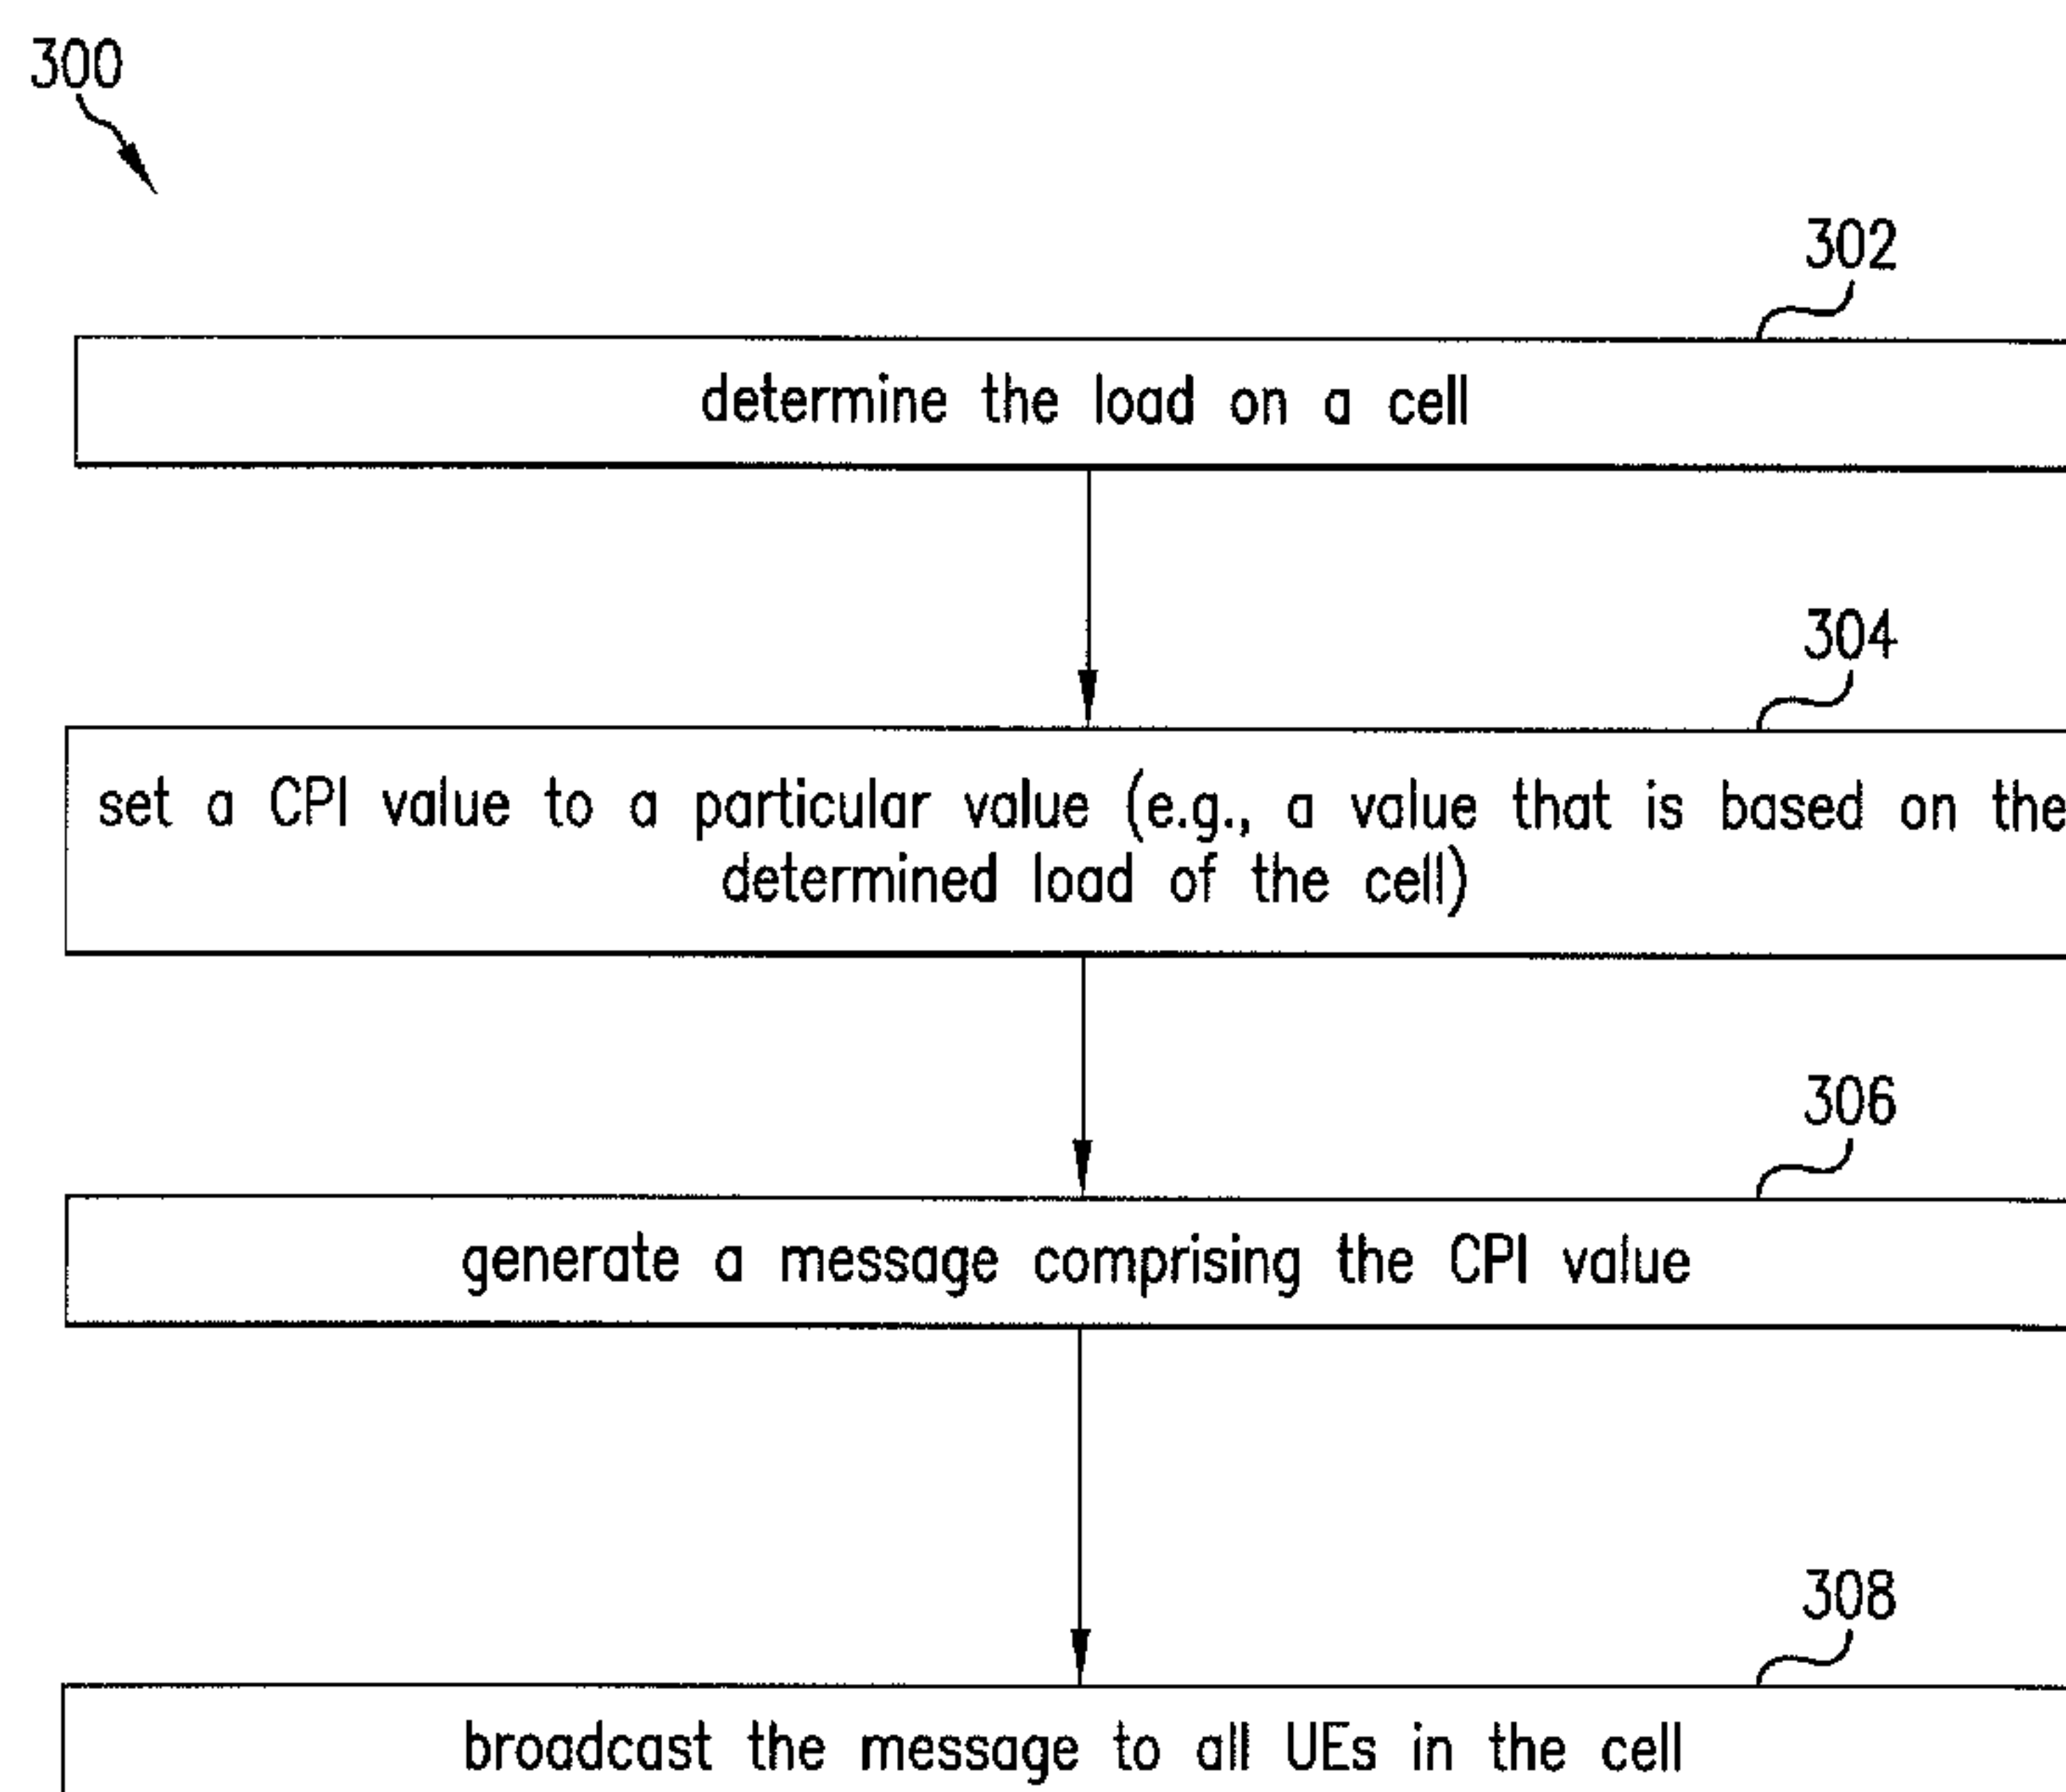 300
302
determine the load on a cell
304
set a CPI value to a particular value (e.g., a value that is based on the
determined load of the cell)
306
generate a message comprising the CPI value
308
broadcast the message to all UEs in the cell